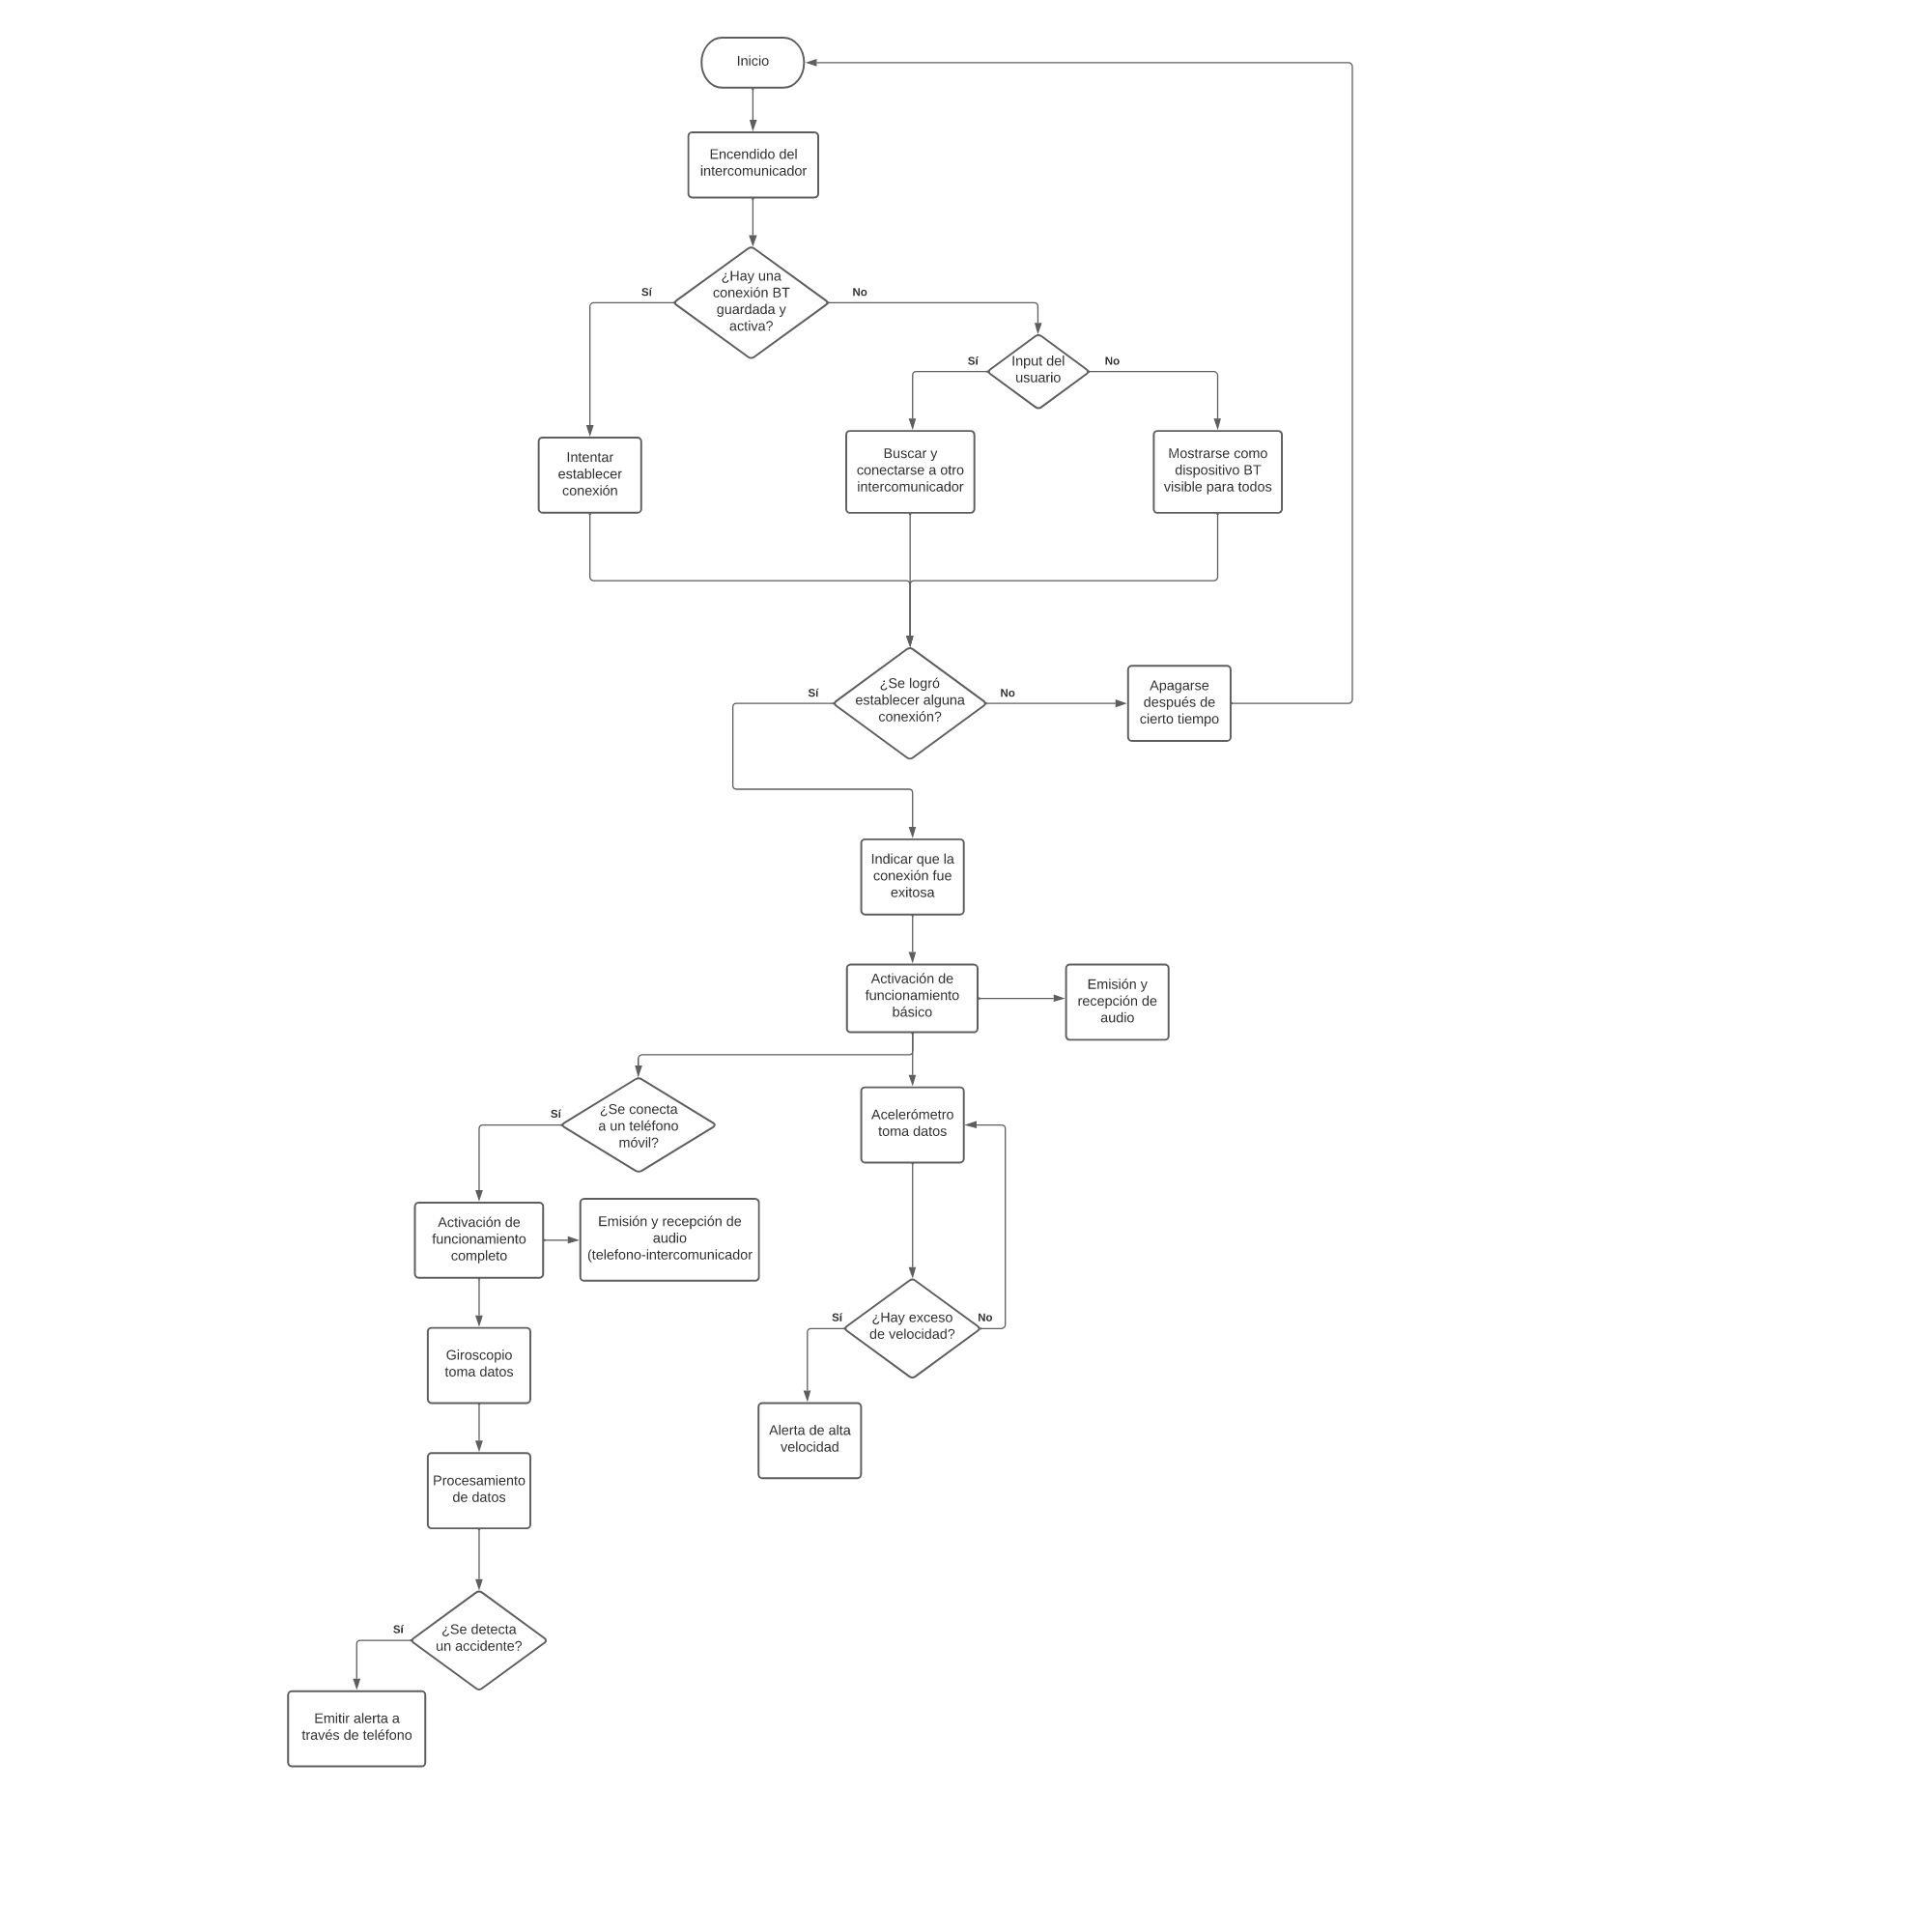 Inicio
Encendido del
intercomunicador
¿Hay una
conexión BT
guardada y
activa?
Sí
No
Input del
usuario
Sí
No
Intentar
establecer
conexión
Buscar y
conectarse a otro
intercomunicador
Mostrarse como
dispositivo BT
visible para todos
¿Se logró
establecer alguna
conexión?
Sí
No
Apagarse
después de
cierto tiempo
Indicar que la
conexión fue
exitosa
Activación de
funcionamiento
básico
Emisión y
recepción de
audio
¿Se conecta
a un teléfono
móvil?
Sí
Acelerómetro
toma datos
Activación de
funcionamiento
completo
Emisión y recepción de
audio
(telefono-intercomunicador
¿Hay exceso
de velocidad?
Sí
No
Giroscopio
toma datos
Alerta de alta
velocidad
Procesamiento
de datos
¿Se detecta
un accidente?
Sí
Emitir alerta a
través de teléfono